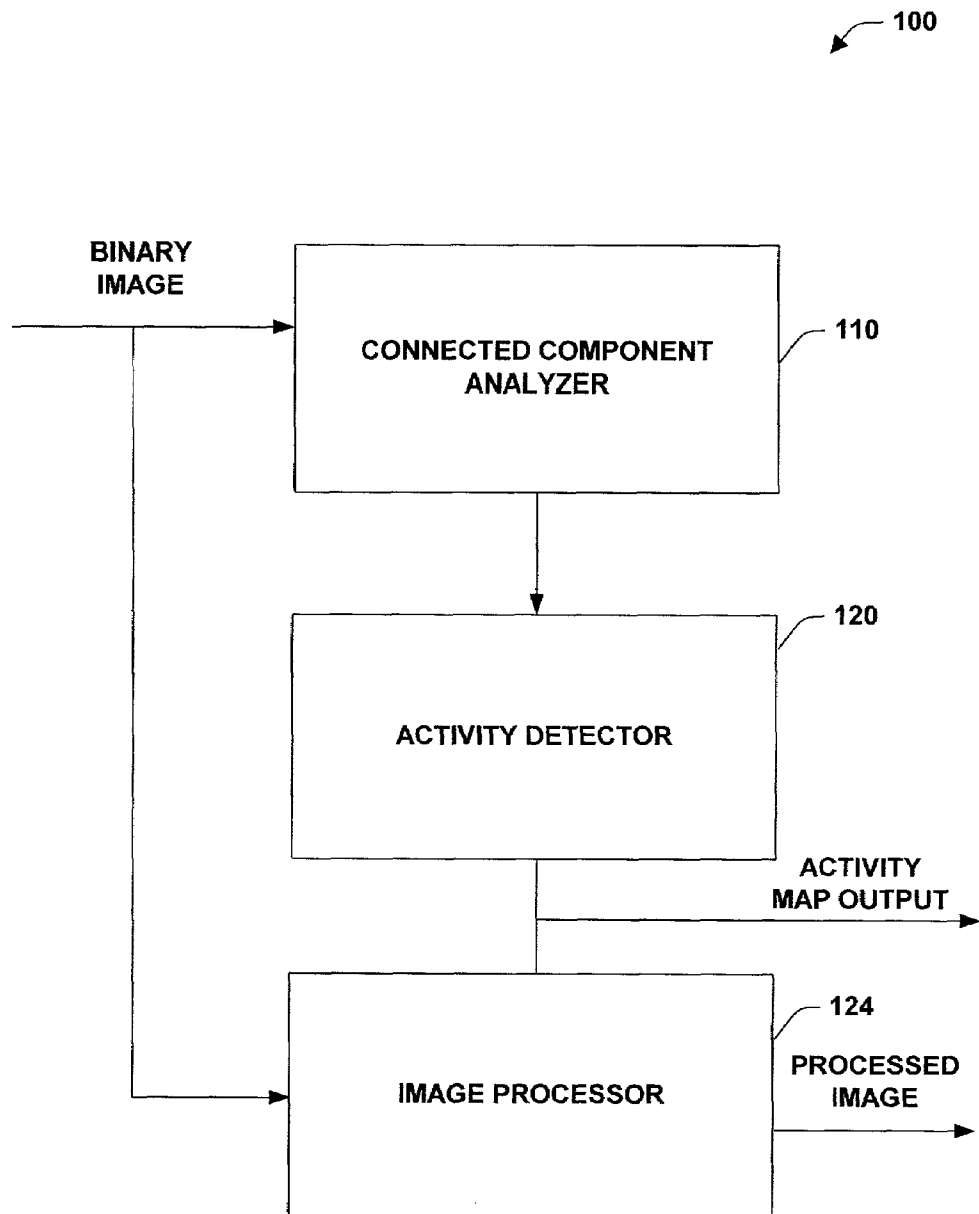 100
BINARY
IMAGE
CONNECTED COMPONENT
ANALYZER
110
120
ACTIVITY DETECTOR
ACTIVITY
MAP OUTPUT
124
IMAGE PROCESSOR
PROCESSED
IMAGE